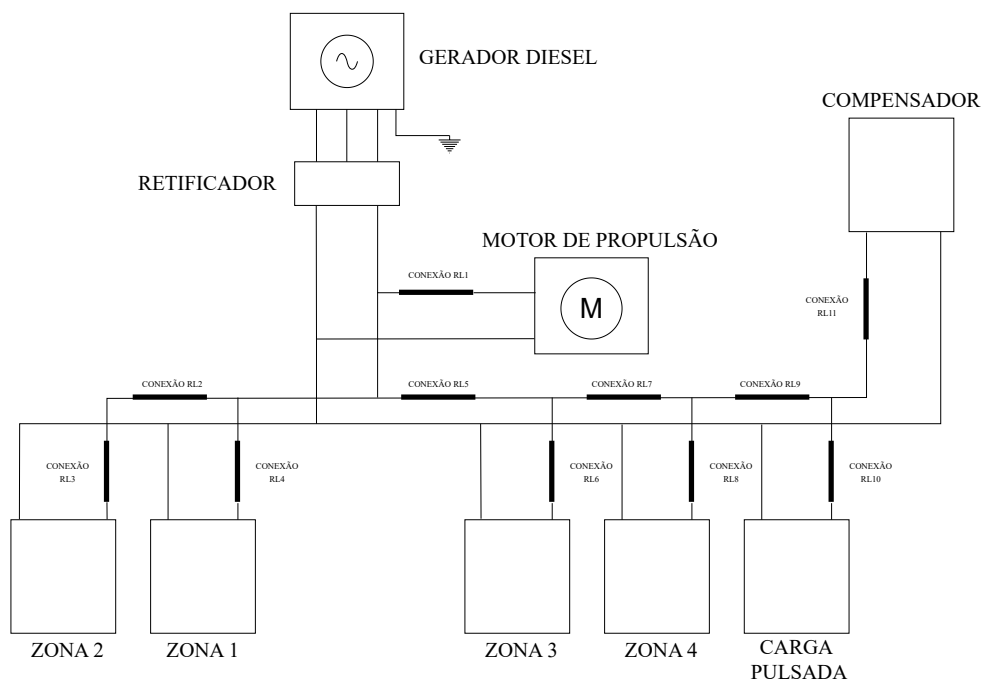 GERADOR DIESEL
COMPENSADOR
RETIFICADOR
MOTOR DE PROPULSÃO
CONEXÃO RL1
M
CONEXÃO
RL11
CONEXÃO RL2
CONEXÃO RL5
CONEXÃO RL7
CONEXÃO RL9
CONEXÃO
RL3
CONEXÃO
RL4
CONEXÃO
RL6
CONEXÃO
RL8
CONEXÃO
RL10
ZONA 2
ZONA 1
ZONA 3
ZONA 4
CARGA
PULSADA